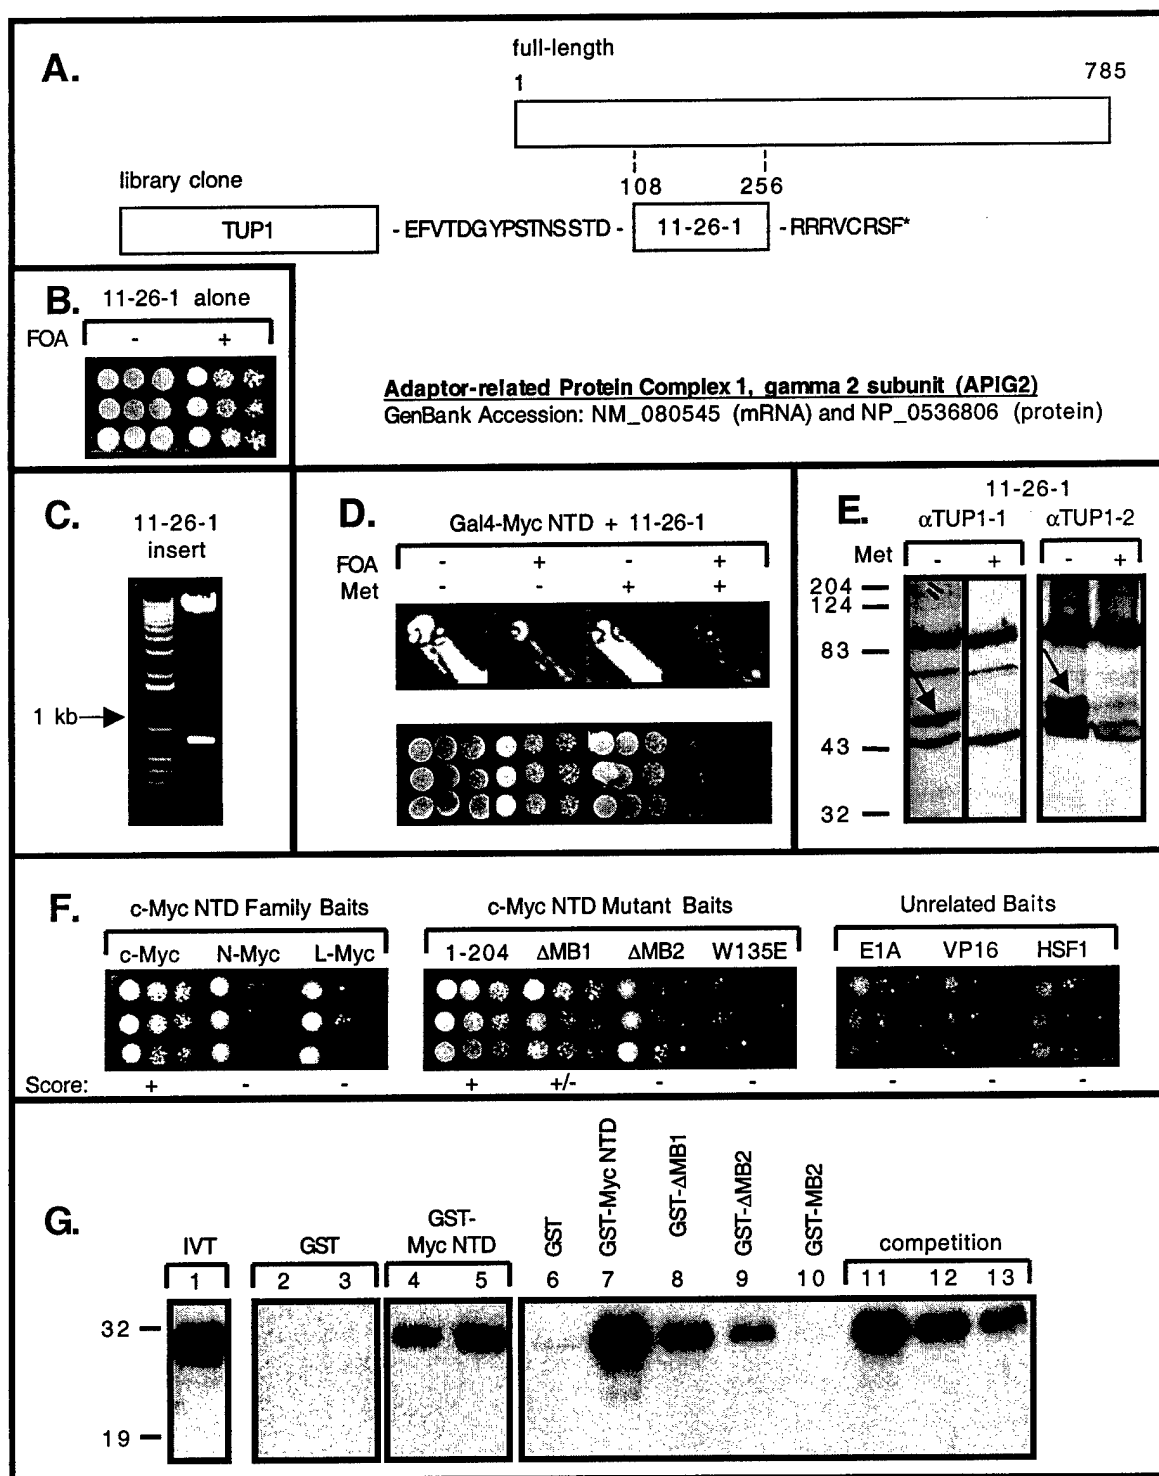 A.
full-length
1
785
108
256
library clone
TUP1
- EFVTDGYPSTNSSTD -
11-26-1
- RRRVCRSF*
B.
11-26-1 alone
FOA
-
+
Adaptor-related Protein Complex 1, gamma 2 subunit (APIG2)
GenBank Accession: NM_080545 (mRNA) and NP_0536806 (protein)
C.
11-26-1
insert
1 kb
D.
Gal4-Myc NTD + 11-26-1
FOA - + - +
Met - - + +
E.
11-26-1
αTUP1-1 αTUP1-2
Met - + - +
204
124
83
43
32
F.
c-Myc NTD Family Baits
c-Myc N-Myc L-Myc
c-Myc NTD Mutant Baits
1-204 ΔMB1 ΔMB2 W135E
Unrelated Baits
E1A VP16 HSF1
Score: + - - + +/- - - - - -
G.
IVT
GST
GST-
Myc NTD
GST
GST-Myc NTD
GST-ΔMB1
GST-ΔMB2
GST-MB2
competition
1 2 3 4 5 6 7 8 9 10 11 12 13
32
19